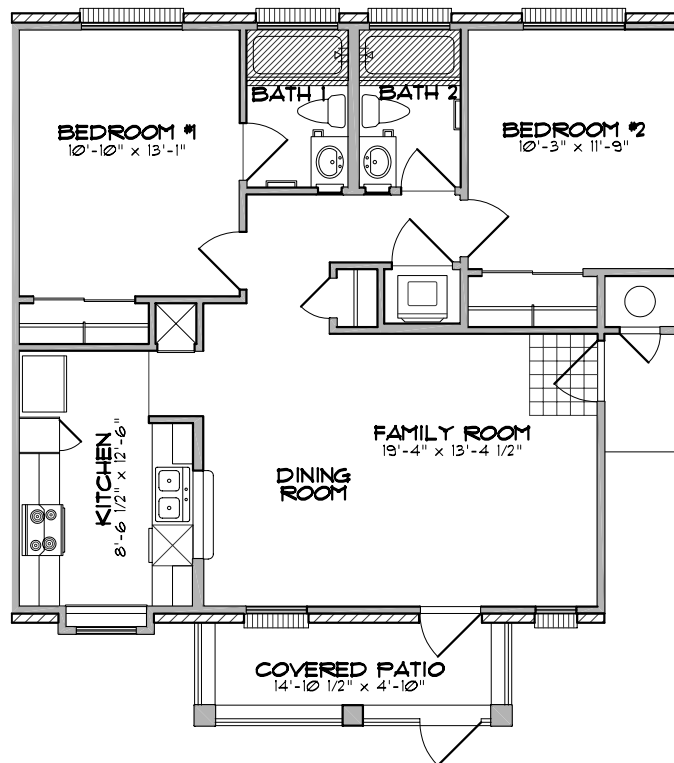 BATH 1
BATH 2
BEDROOM #1
10'-10" x 13'-1"
BEDROOM #2
10'-3" x 11'-9"
FAMILY ROOM
19'-4" x 13'-4 1/2"
DINING
ROOM
KITCHEN
8'-6 1/2" x 12'-6"
COVERED PATIO
14'-10 1/2" x 4'-10"